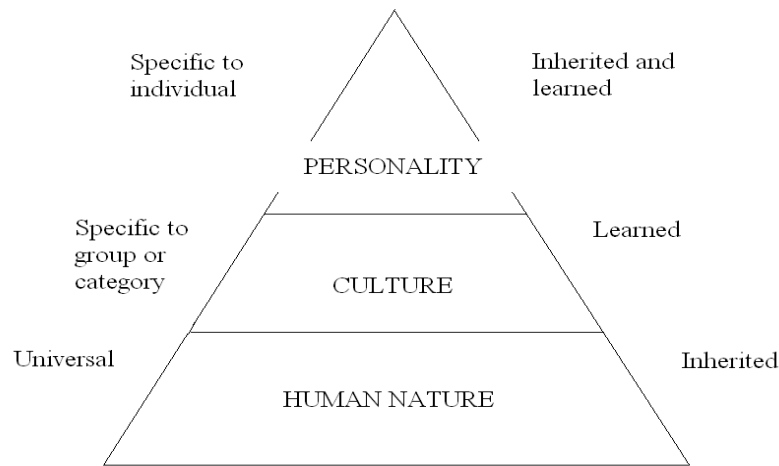 Specific to
individual
Inherited and
learned
PERSONALITY
Specific to
group or
category
Learned
CULTURE
Universal
Inherited
HUMAN NATURE